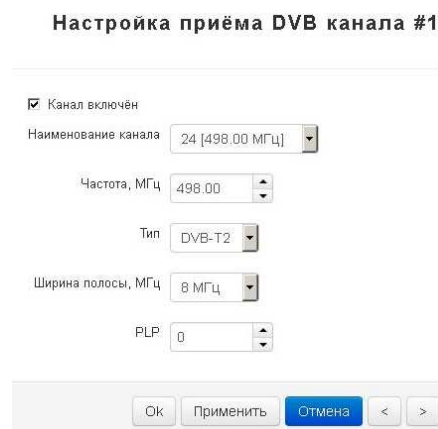 Настройка приёма DVB канала #1
Канал включён
Наименование канала 24 [498.00 МГц]
Частота, МГц 498.00
Тип DVB-T2
Ширина полосы, МГц 8 МГц
PLP 0
Ok Применить Отмена < >